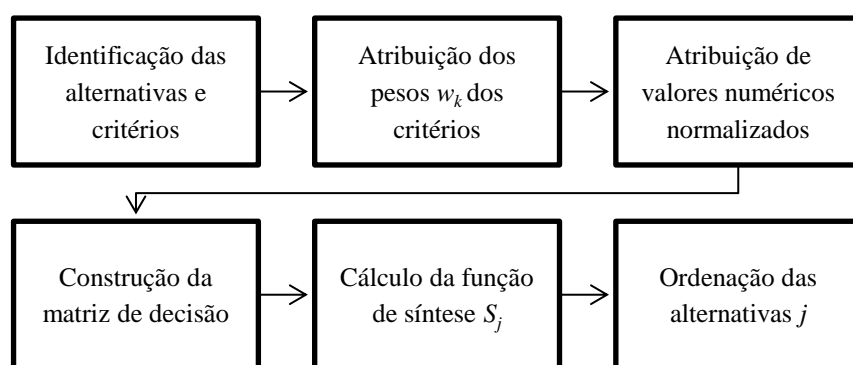 Identificação das
alternativas e
critérios
Atribuição dos
pesos w_k dos
critérios
Atribuição de
valores numéricos
normalizados
Construção da
matriz de decisão
Cálculo da função
de síntese S_j
Ordenação das
alternativas j